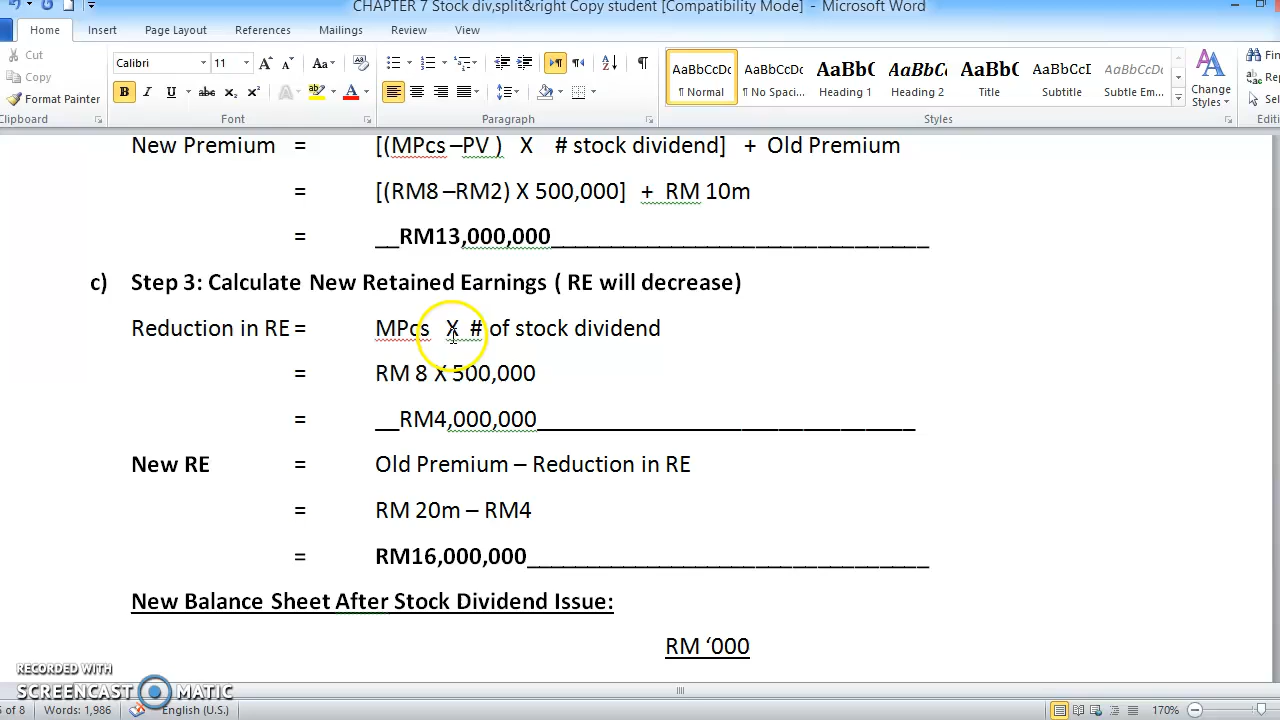 CHAPTER 7 Stock div,split&right Copy student [Compatibility Mode] - Microsoft Word
Home Insert Page Layout References Mailings Review View
Cut
Copy
Format Painter
Clipboard
Calibri 11
Font
Paragraph
AaBbCcDc AaBbCcDc AaBbC AaBbCc AaBbC AaBbCcI AaBbCcDc
¶ Normal ¶ No Spaci... Heading 1 Heading 2 Title Subtitle Subtle Em...
Change Styles
Styles
New Premium = [(MPcs –PV ) X # stock dividend] + Old Premium
= [(RM8 –RM2) X 500,000] + RM 10m
= __RM13,000,000________________________________
c) Step 3: Calculate New Retained Earnings ( RE will decrease)
Reduction in RE = MPcs X # of stock dividend
= RM 8 X 500,000
= __RM4,000,000________________________________
New RE = Old Premium – Reduction in RE
= RM 20m – RM4
= RM16,000,000__________________________________
New Balance Sheet After Stock Dividend Issue:
RM ‘000
RECORDED WITH
SCREENCAST MATIC
of 8 Words: 1,986 English (U.S.) 170%